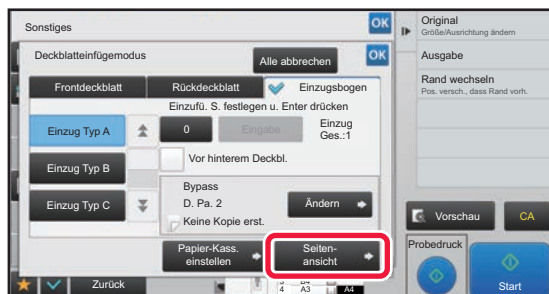 Sonstiges
OK
Deckblatteinfügemodus
Alle abbrechen
OK
Frontdeckblatt
Rückdeckblatt
Einzugsbogen
Einzufü. S. festlegen u. Enter drücken
Einzug Typ A
0
Eingabe
Einzug
Ges.:1
Einzug Typ B
Vor hinterem Deckbl.
Einzug Typ C
Bypass
D. Pa. 2
Keine Kopie erst.
Ändern
Papier-Kass.
einstellen
Seiten-
ansicht
Zurück
4 A3
A4
Original
Größe/Ausrichtung ändern
Ausgabe
Rand wechseln
Pos. versch., dass Rand vorh.
Vorschau
CA
Probedruck
Start